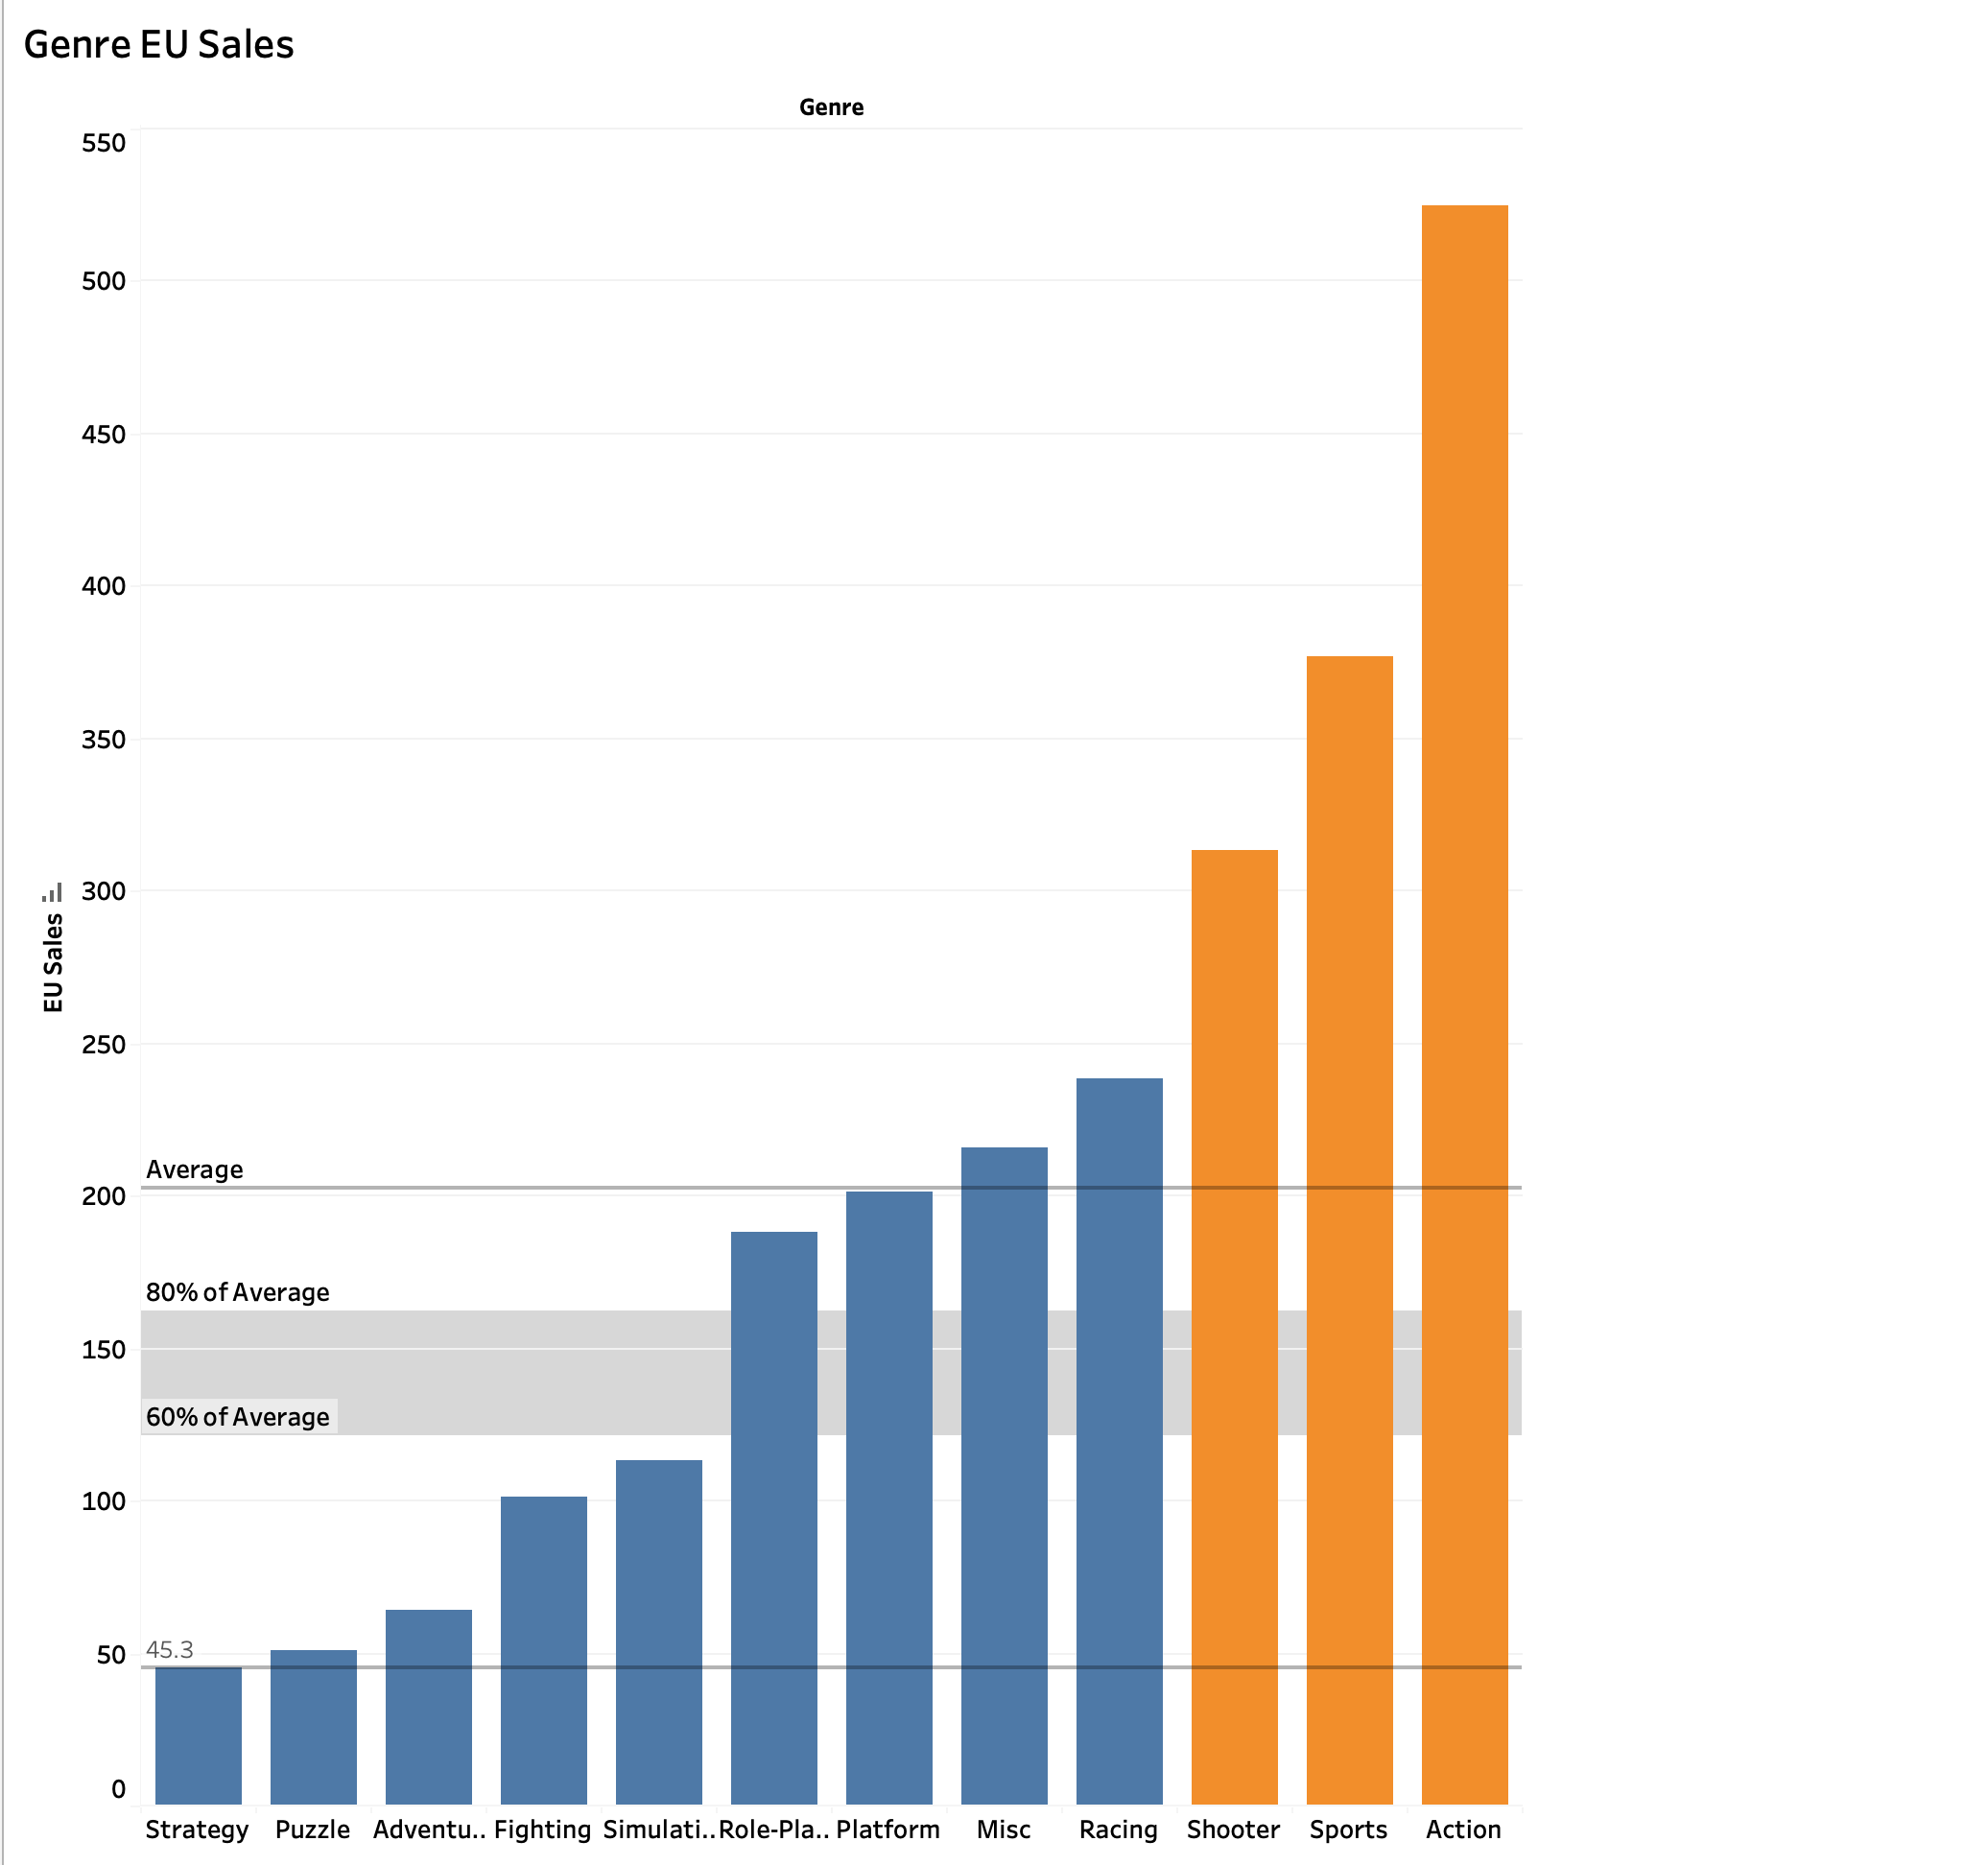 Genre EU Sales
Genre
550
500
450
400
350
300
250
200
150
100
50
0
EU Sales
Average
80% of Average
60% of Average
45.3
Strategy Puzzle Adventu.. Fighting Simulati.. Role-Pla.. Platform Misc Racing Shooter Sports Action